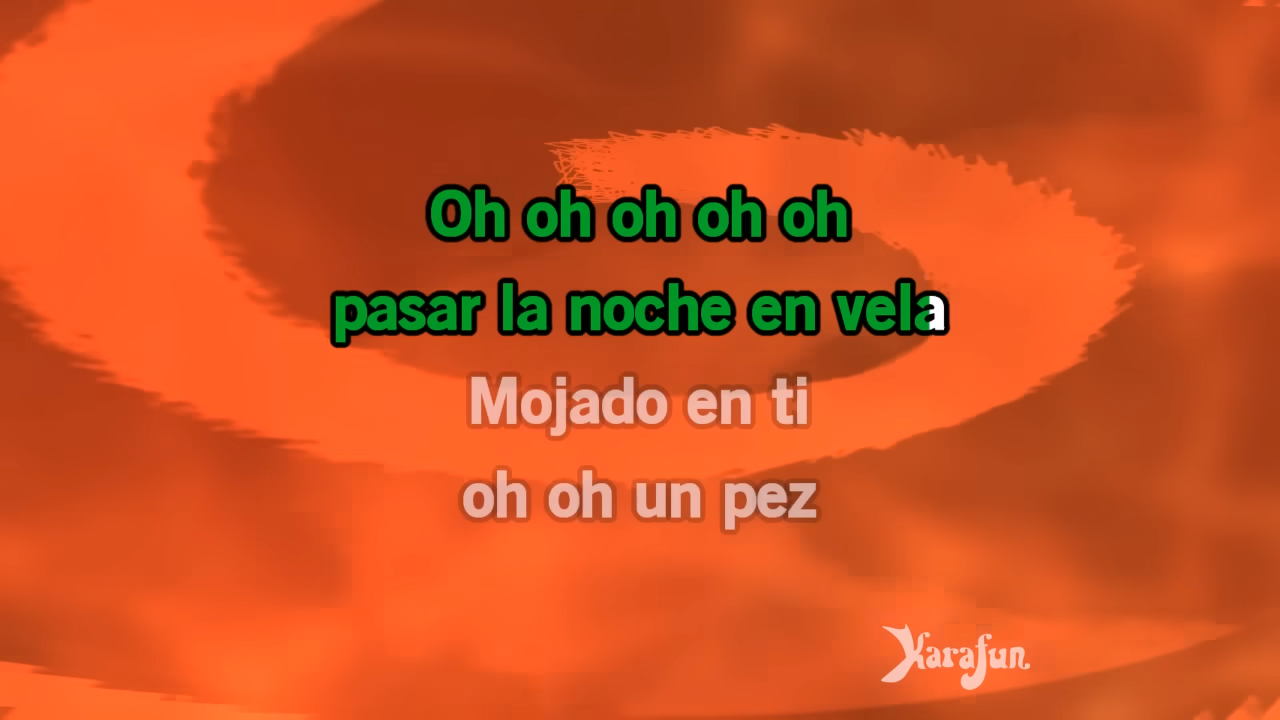 Oh oh oh oh oh
pasar la noche en vela
Mojado en ti
oh oh un pez
Karafun